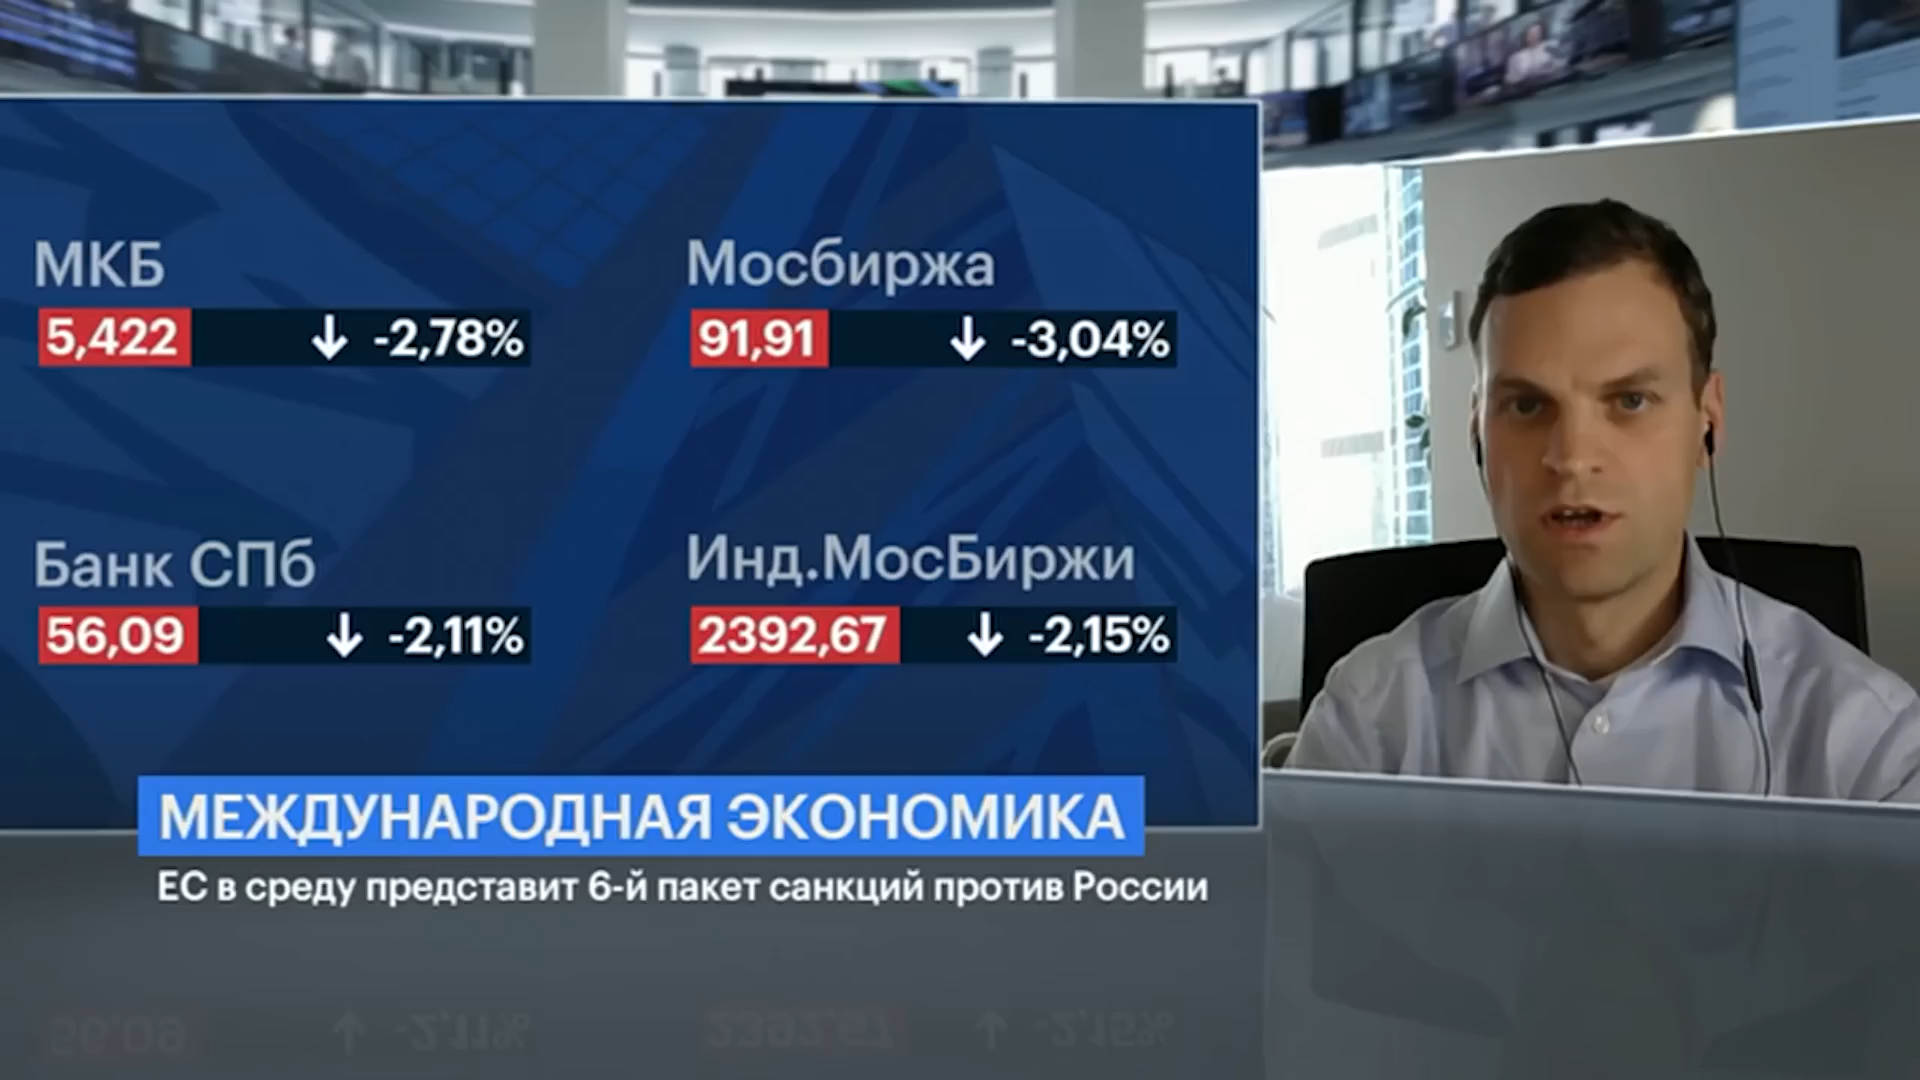 МКБ
5,422 ↓ -2,78%
Мосбиржа
91,91 ↓ -3,04%
Банк СПб
56,09 ↓ -2,11%
Инд.МосБиржи
2392,67 ↓ -2,15%
МЕЖДУНАРОДНАЯ ЭКОНОМИКА
ЕС в среду представит 6-й пакет санкций против России